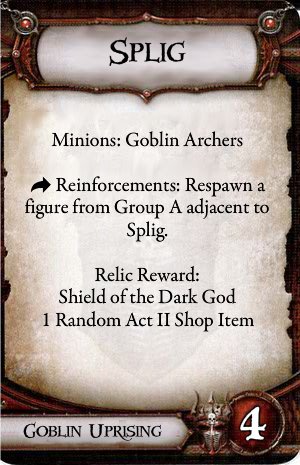 Splig
Minions: Goblin Archers
Reinforcements: Respawn a
figure from Group A adjacent to
Splig.
Relic Reward:
Shield of the Dark God
1 Random Act II Shop Item
Goblin Uprising
4